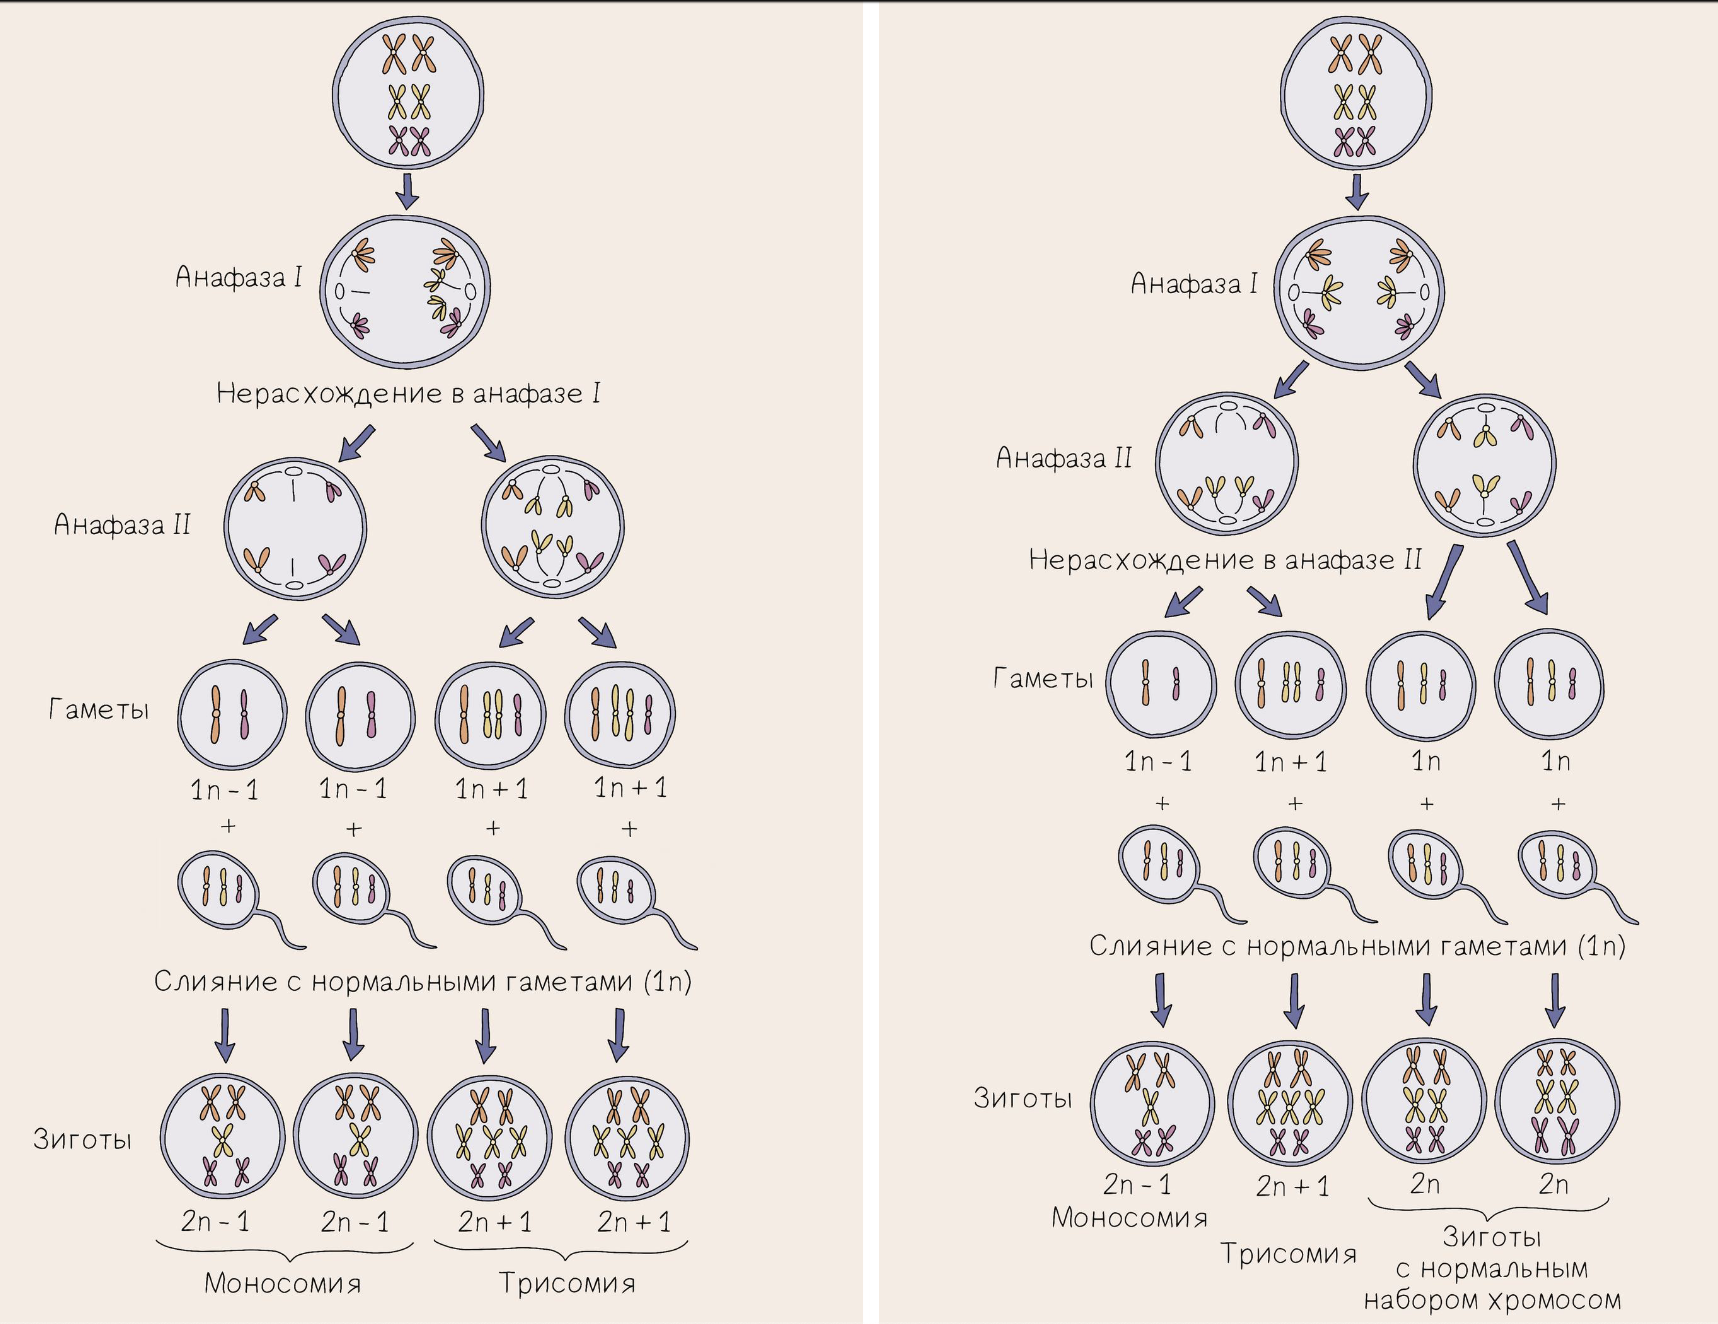 Анафаза I
Нерасхождение в анафазе I
Анафаза II
Гаметы
1n - 1
1n - 1
1n + 1
1n + 1
+
+
+
+
Слияние с нормальными гаметами (1n)
Зиготы
2n - 1
2n - 1
2n + 1
2n + 1
Моносомия
Трисомия
Анафаза I
Анафаза II
Нерасхождение в анафазе II
Гаметы
1n - 1
1n + 1
1n
1n
+
+
+
+
Слияние с нормальными гаметами (1n)
Зиготы
2n - 1
2n + 1
2n
2n
Моносомия
Трисомия
Зиготы
с нормальным
набором хромосом